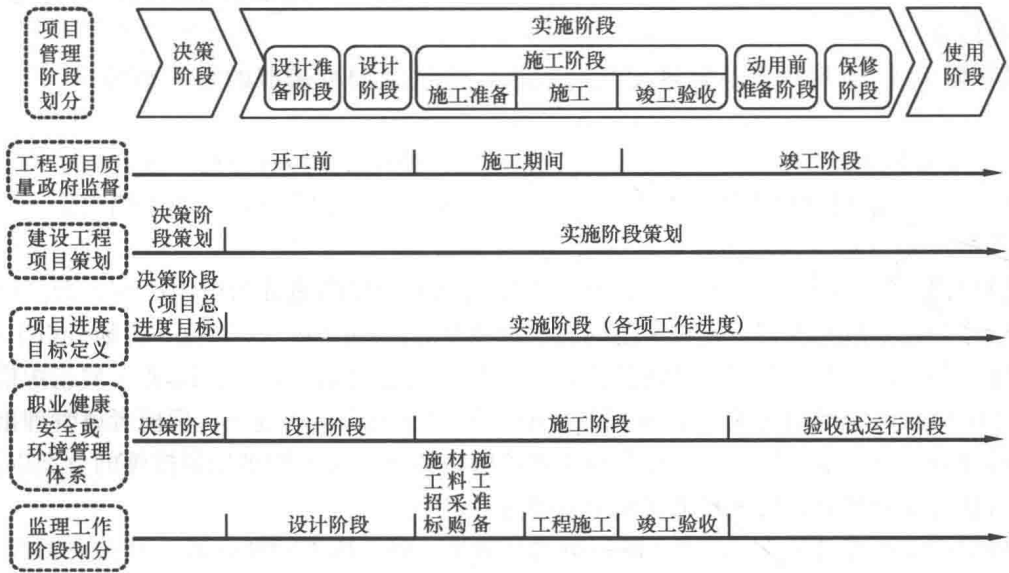 项目
管理
阶段
划分
决策
阶段
实施阶段
设计准
备阶段
设计
阶段
施工阶段
施工准备
施工
竣工验收
动用前
准备阶段
保修
阶段
使用
阶段
工程项目质
量政府监督
开工前
施工期间
竣工阶段
建设工程
项目策划
决策阶
段策划
实施阶段策划
项目进度
目标定义
决策阶段
（项目总
进度目标）
实施阶段（各项工作进度）
职业健康
安全或
环境管理
体系
决策阶段
设计阶段
施工阶段
验收试运行阶段
监理工作
阶段划分
设计阶段
施工招标
材料采购
施工准备
工程施工
竣工验收